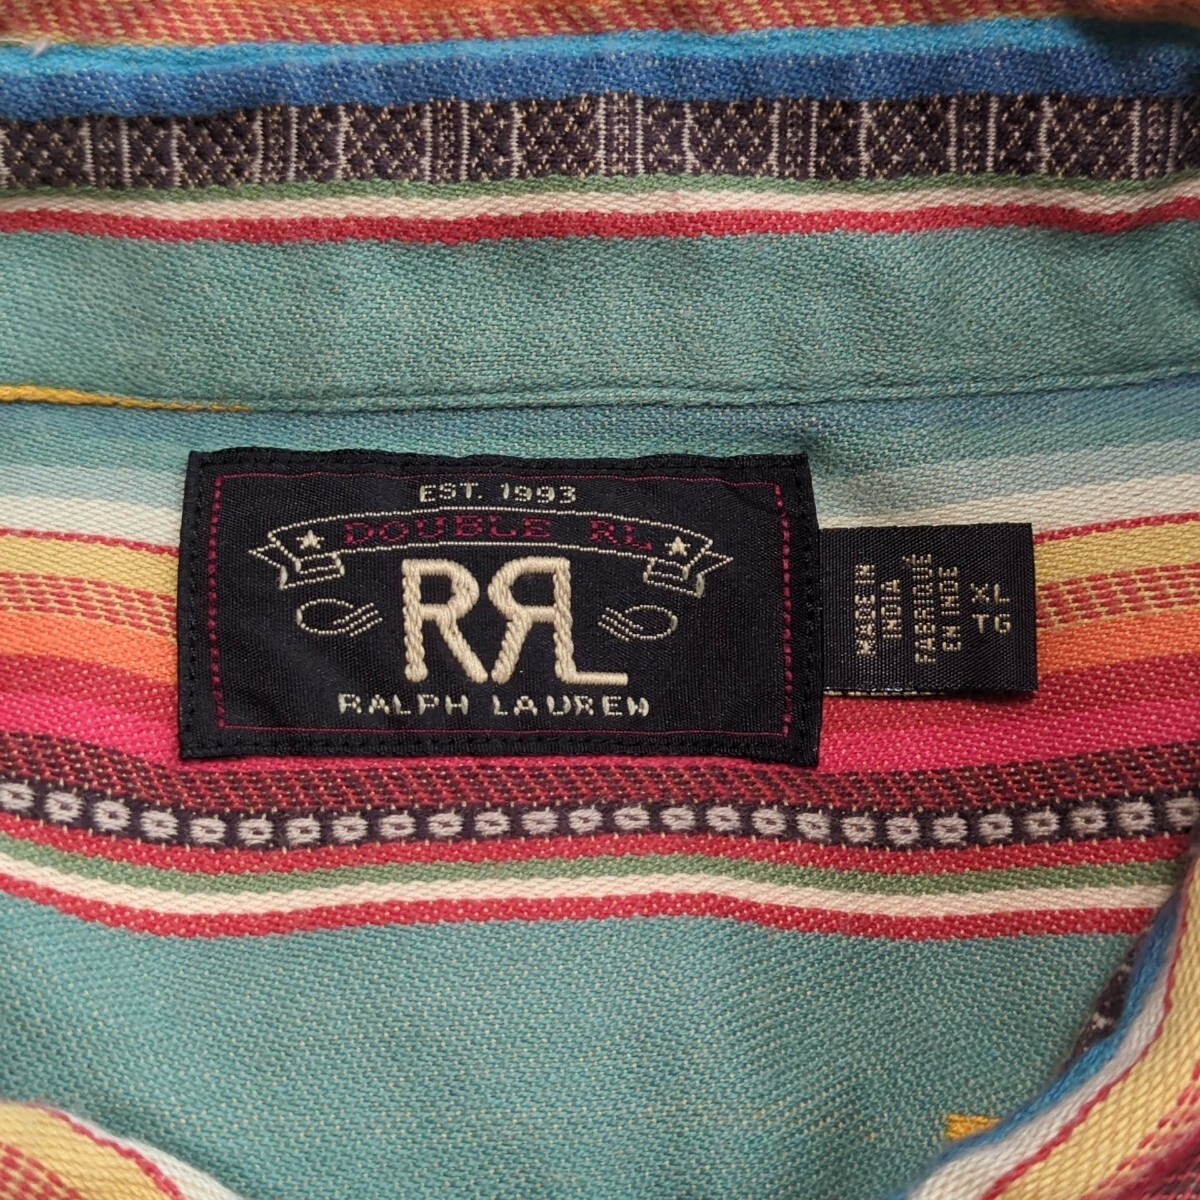 EST. 1993
DOUBLE RL
RRL
RALPH LAUREN
MADE IN
INDIA
FABRIQUÉ
EN INDE
XL
TG